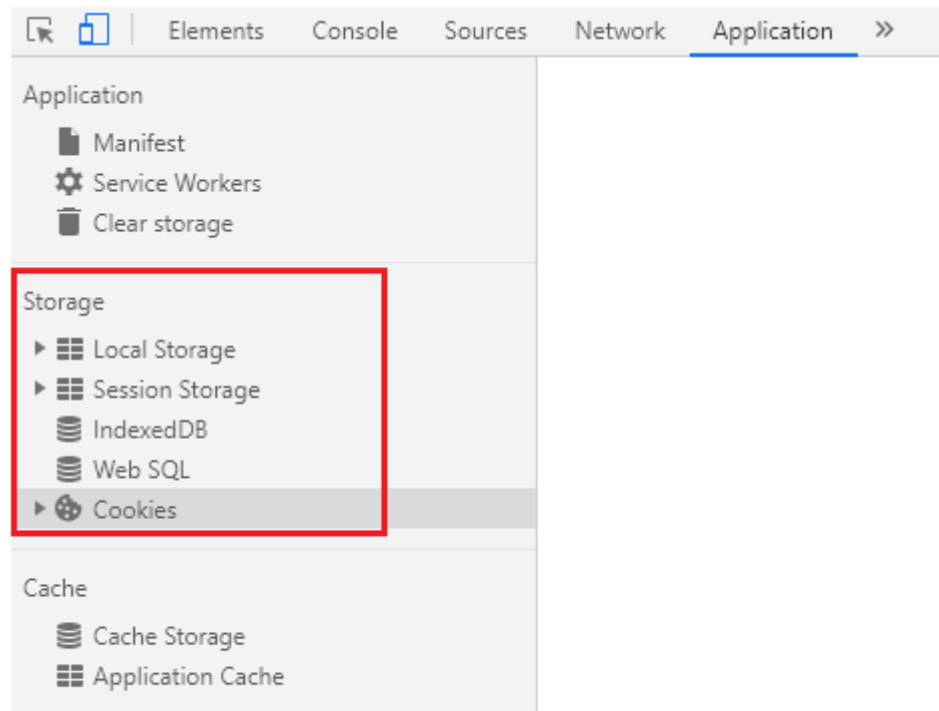 Elements Console Sources Network Application »
Application
Manifest
Service Workers
Clear storage
Storage
Local Storage
Session Storage
IndexedDB
Web SQL
Cookies
Cache
Cache Storage
Application Cache